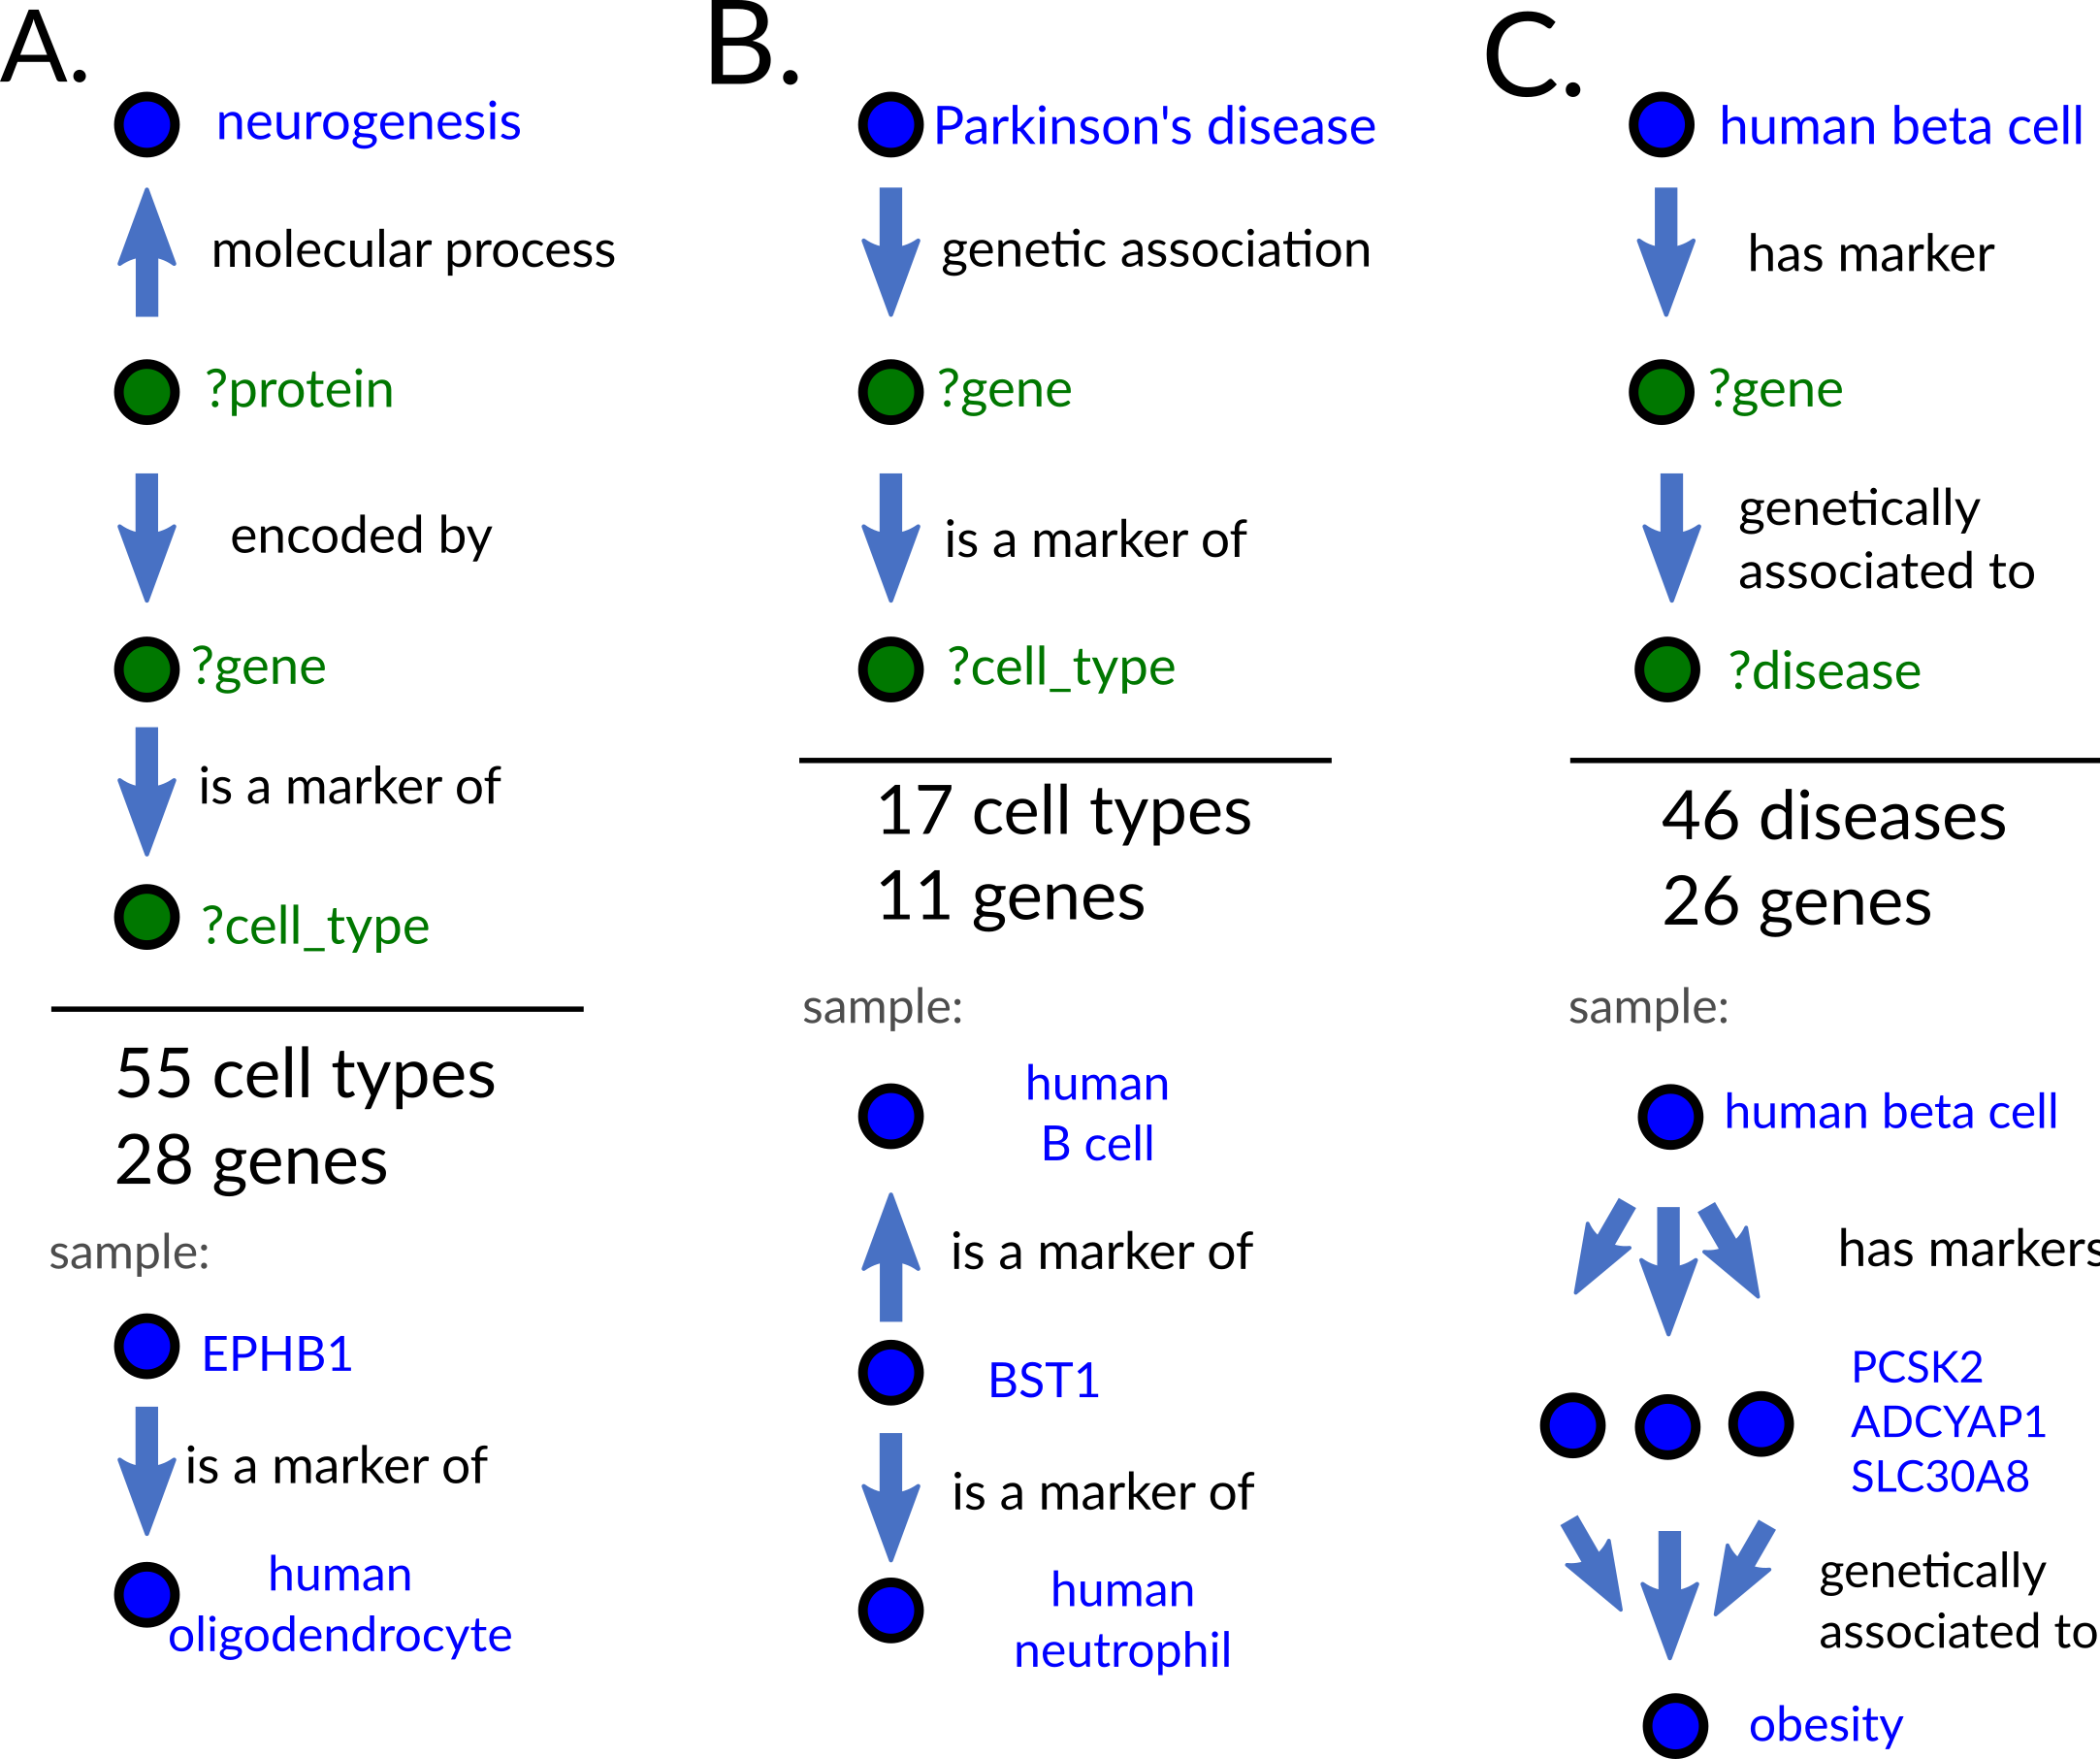 A.
neurogenesis
molecular process
?protein
encoded by
?gene
is a marker of
?cell_type
55 cell types
28 genes
sample:
EPHB1
is a marker of
human
oligodendrocyte
B.
Parkinson's disease
genetic association
?gene
is a marker of
?cell_type
17 cell types
11 genes
sample:
human
B cell
is a marker of
BST1
is a marker of
human
neutrophil
C.
human beta cell
has marker
?gene
genetically
associated to
?disease
46 diseases
26 genes
sample:
human beta cell
has markers
PCSK2
ADCYAP1
SLC30A8
genetically
associated to
obesity